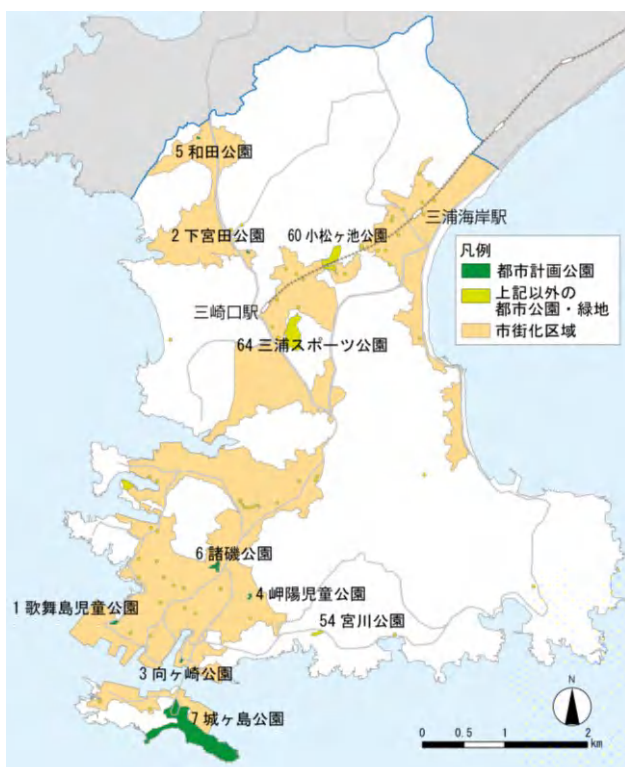 5 和田公園
2 下宮田公園
60 小松ヶ池公園
三浦海岸駅
凡例
都市計画公園
上記以外の
都市公園・緑地
市街化区域
三崎口駅
64 三浦スポーツ公園
6 諸磯公園
4 岬陽児童公園
1 歌舞島児童公園
54 宮川公園
3 向ヶ崎公園
7 城ヶ島公園
N
0 0.5 1 2
km